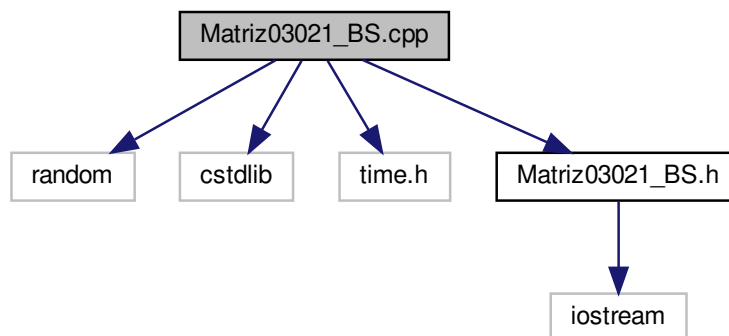 Matriz03021_BS.cpp
random
cstdlib
time.h
Matriz03021_BS.h
iostream